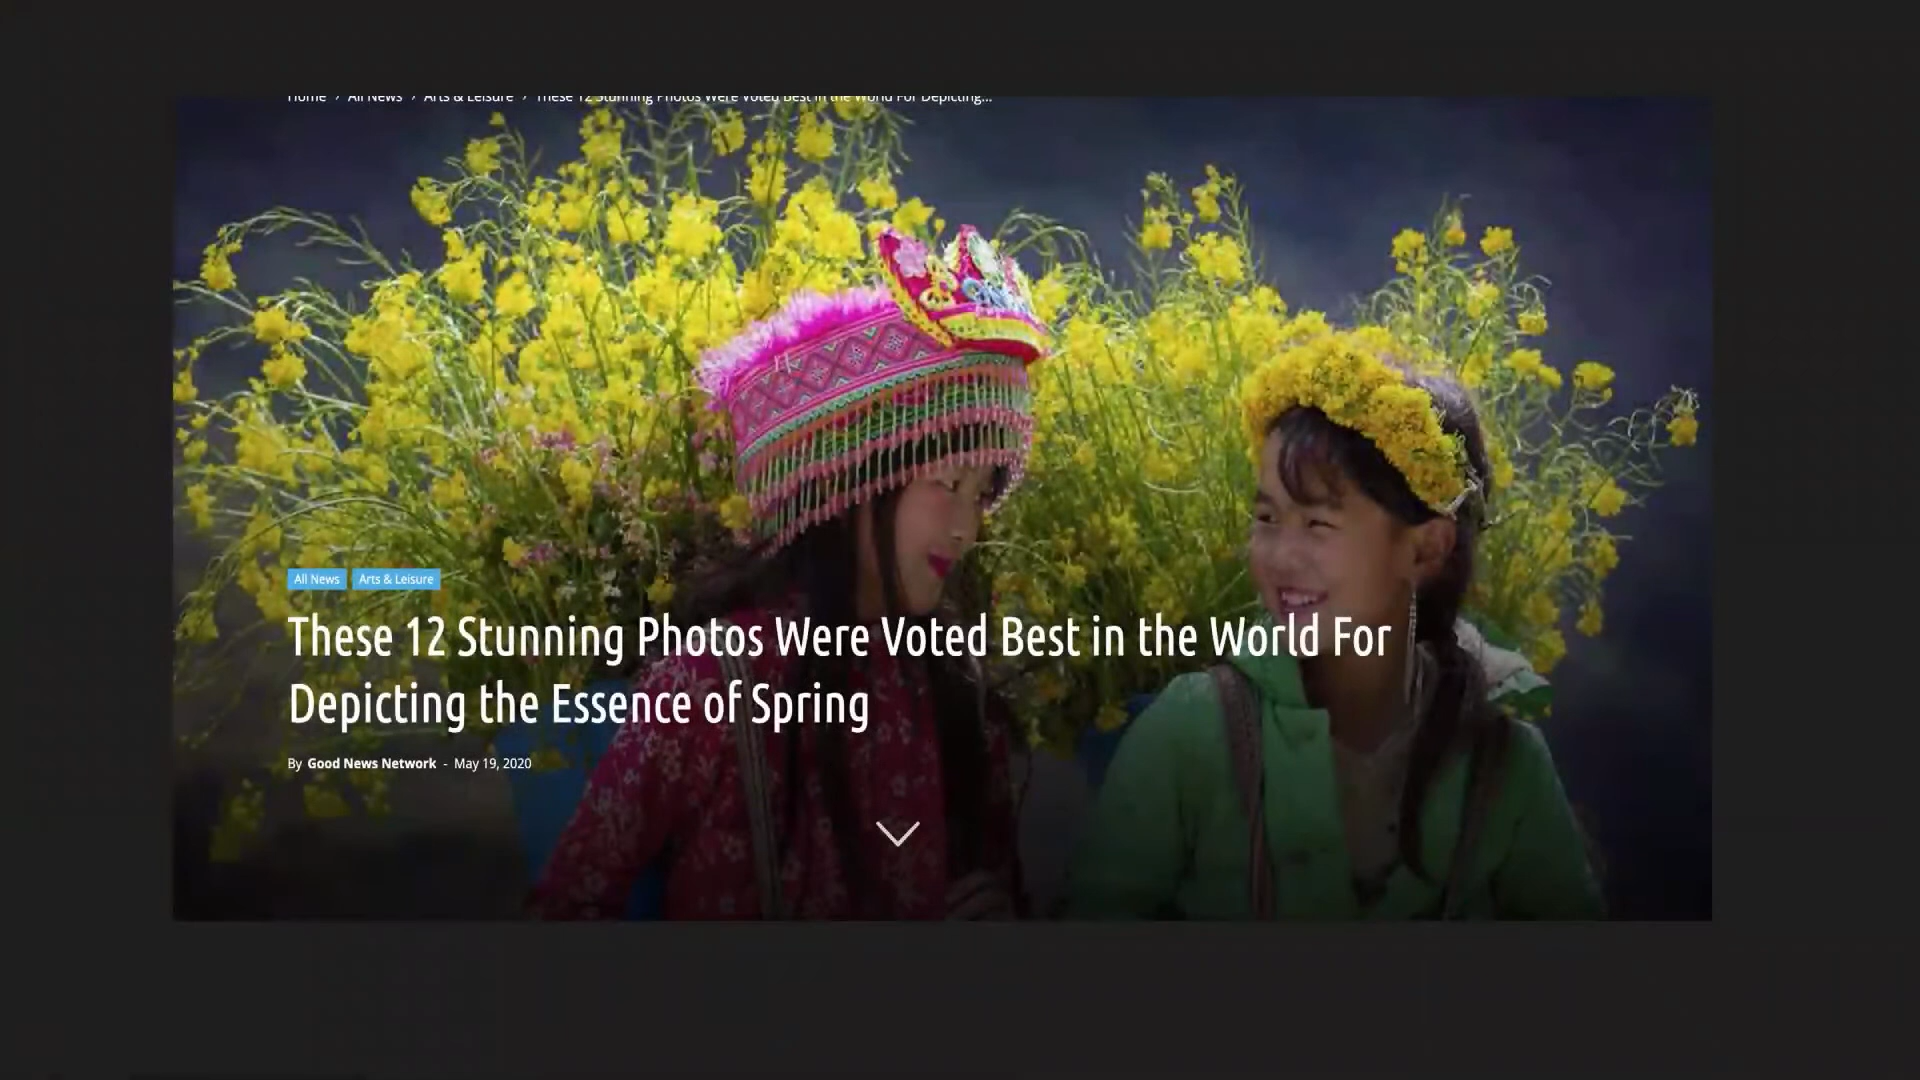 Home › All News › Arts & Leisure › These 12 Stunning Photos Were Voted Best in the World For Depicting...
All News Arts & Leisure
These 12 Stunning Photos Were Voted Best in the World For
Depicting the Essence of Spring
By Good News Network - May 19, 2020